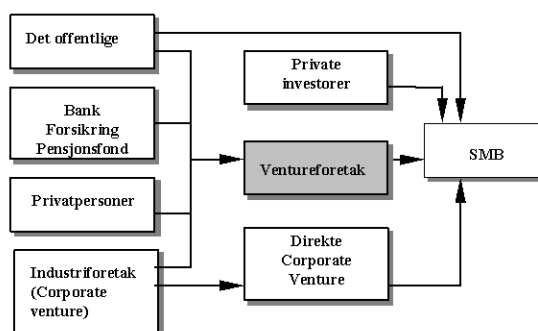 Det offentlige
Private
investorer
Bank
Forsikring
Pensjonsfond
Ventureforetak
SMB
Privatpersoner
Direkte
Corporate
Venture
Industriforetak
(Corporate
venture)